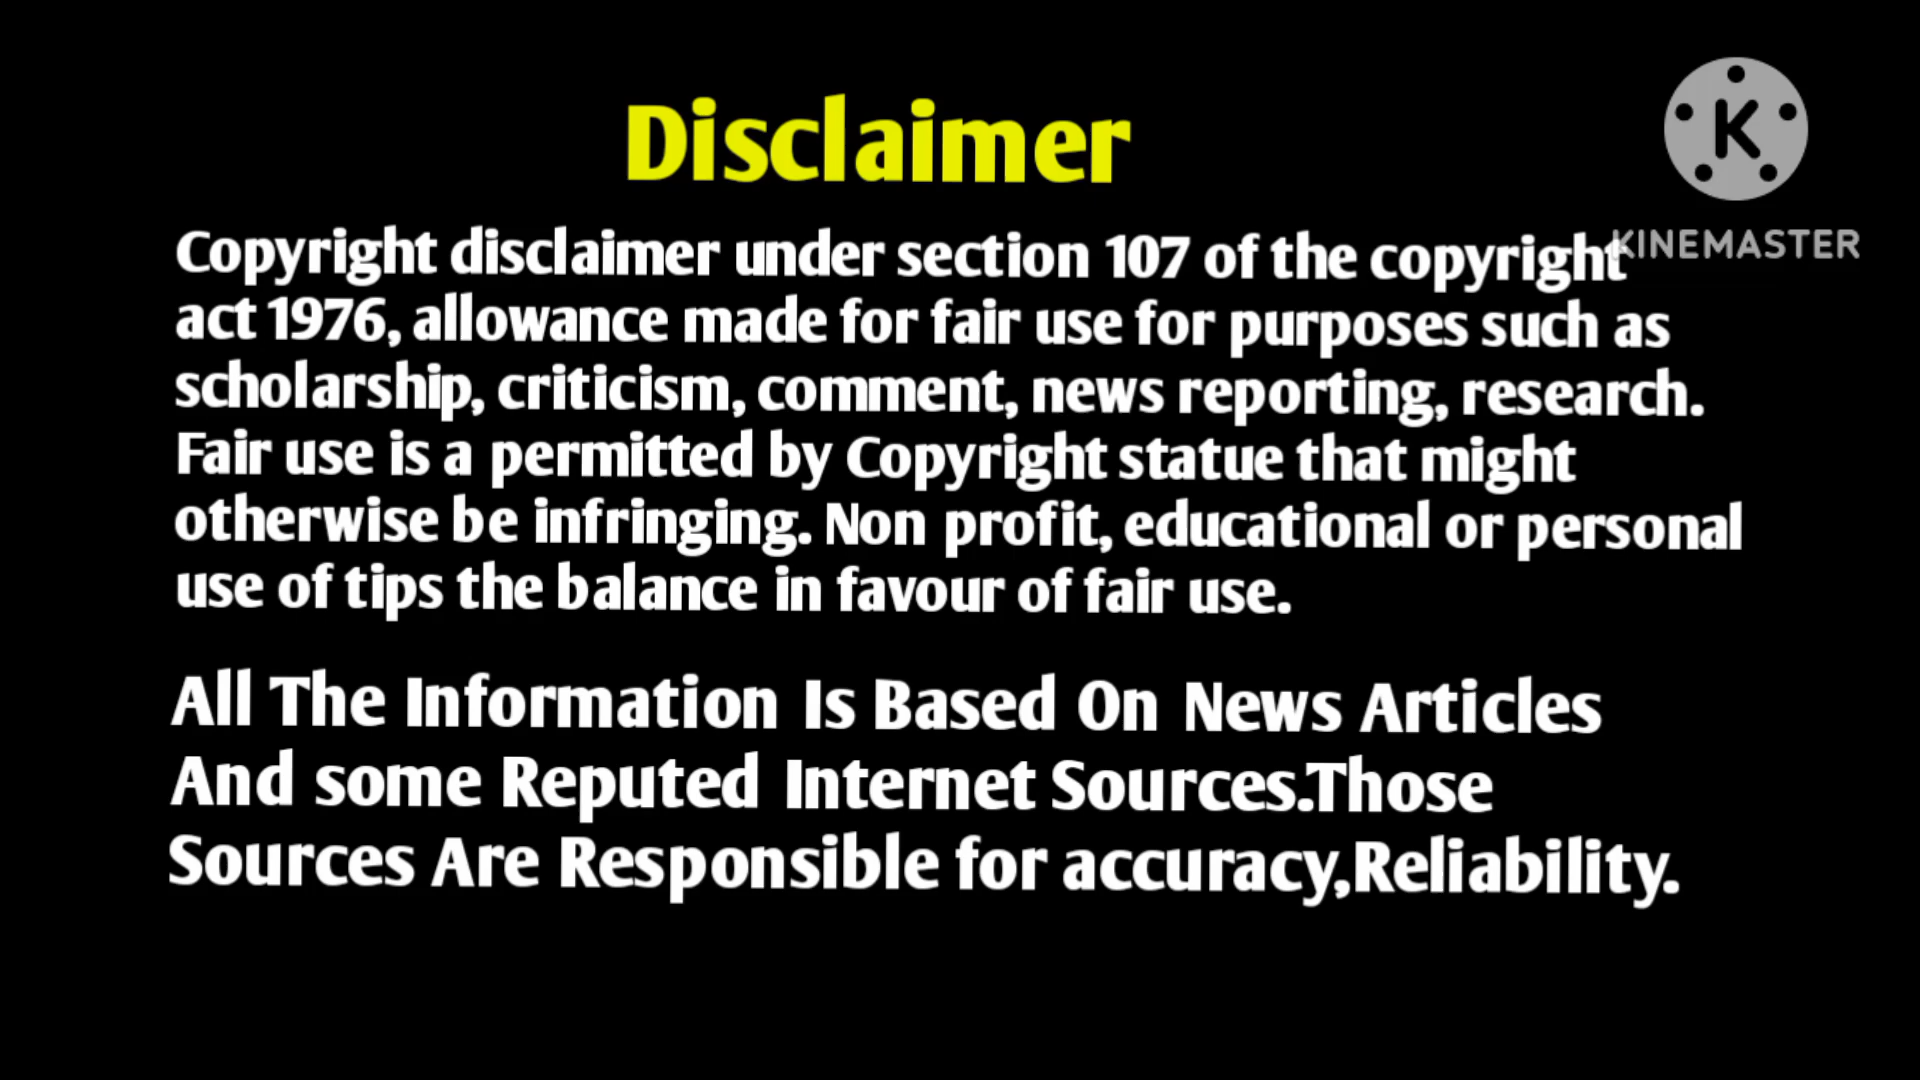 Disclaimer
K
KINEMASTER
Copyright disclaimer under section 107 of the copyright
act 1976, allowance made for fair use for purposes such as
scholarship, criticism, comment, news reporting, research.
Fair use is a permitted by Copyright statue that might
otherwise be infringing. Non profit, educational or personal
use of tips the balance in favour of fair use.
All The Information Is Based On News Articles
And some Reputed Internet Sources.Those
Sources Are Responsible for accuracy,Reliability.